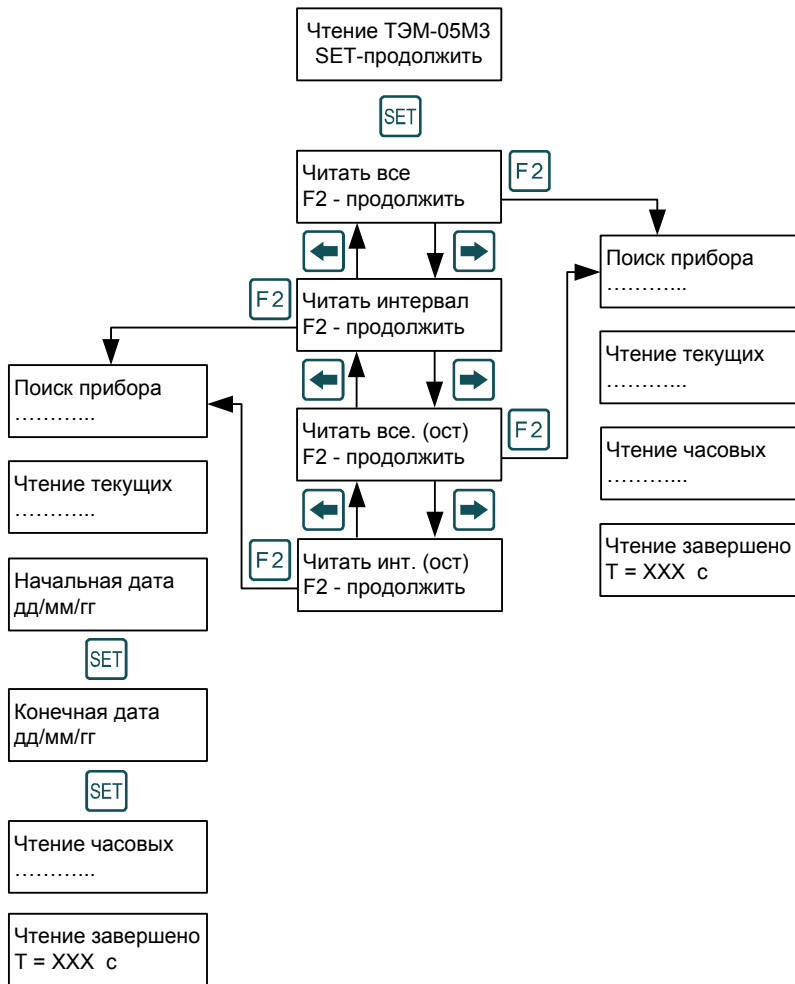 Чтение ТЭМ-05М3
SET-продолжить
SET
Читать все
F2 - продолжить
F2
Читать интервал
F2 - продолжить
F2
Читать все. (ост)
F2 - продолжить
F2
Читать инт. (ост)
F2 - продолжить
F2
Поиск прибора
…………...
Чтение текущих
…………...
Начальная дата
дд/мм/гг
SET
Конечная дата
дд/мм/гг
SET
Чтение часовых
…………...
Чтение завершено
T = XXX с
Поиск прибора
…………...
Чтение текущих
…………...
Чтение часовых
…………...
Чтение завершено
T = XXX с